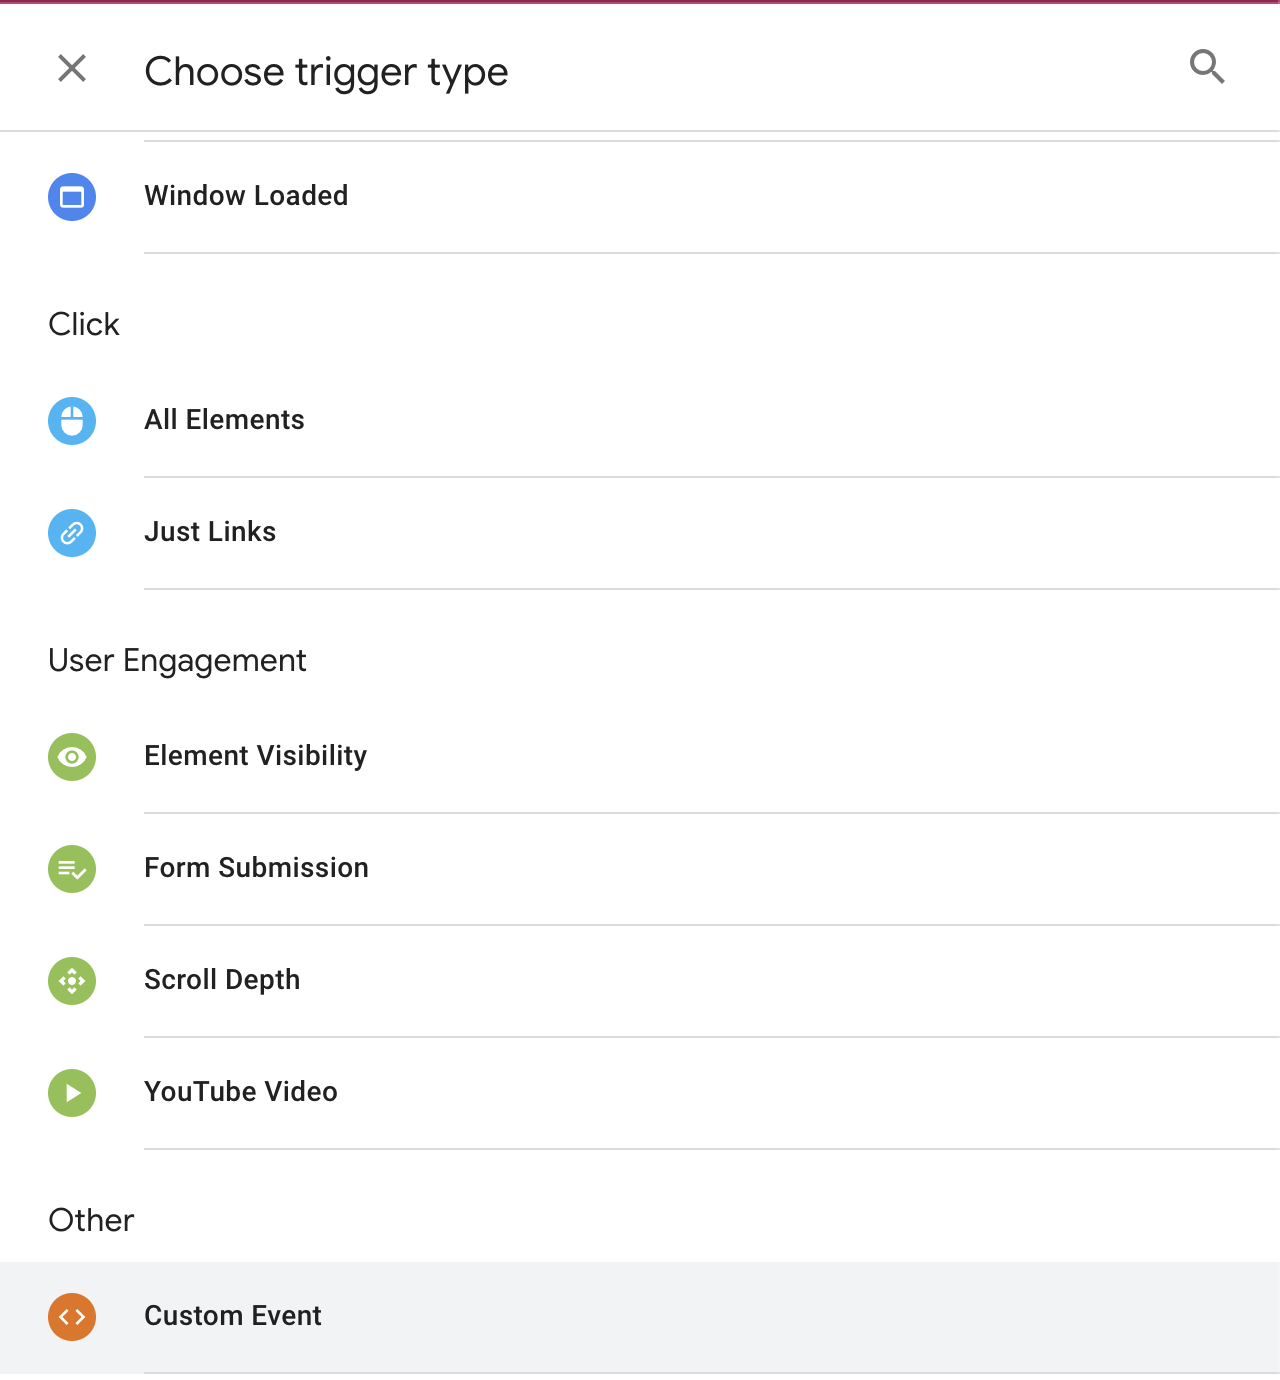 Choose trigger type
Window Loaded
Click
All Elements
Just Links
User Engagement
Element Visibility
Form Submission
Scroll Depth
YouTube Video
Other
Custom Event